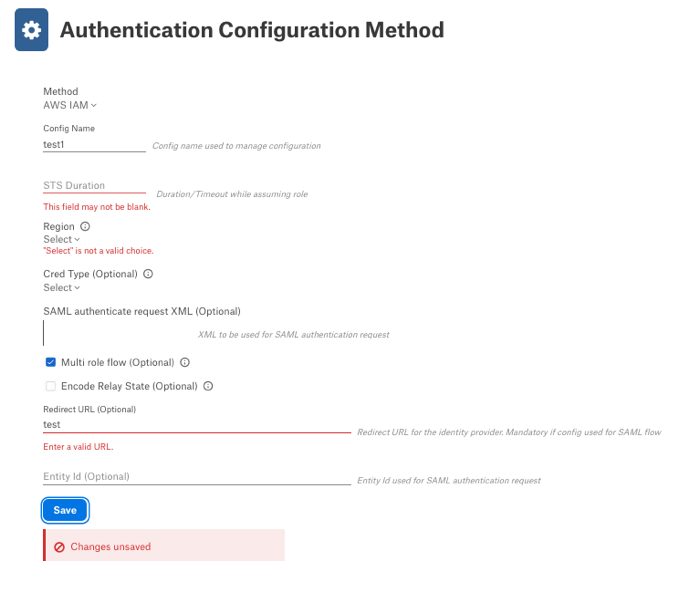 Authentication Configuration Method
Method
AWS IAM
Config Name
test1
Config name used to manage configuration
STS Duration
Duration/Timeout while assuming role
This field may not be blank.
Region
Select
"Select" is not a valid choice.
Cred Type (Optional)
Select
SAML authenticate request XML (Optional)
XML to be used for SAML authentication request
Multi role flow (Optional)
Encode Relay State (Optional)
Redirect URL (Optional)
test
Redirect URL for the identity provider. Mandatory if config used for SAML flow
Enter a valid URL.
Entity Id (Optional)
Entity Id used for SAML authentication request
Save
Changes unsaved